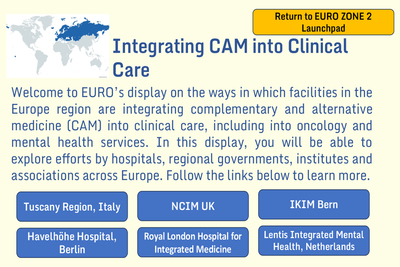 Return to EURO ZONE 2
Launchpad
Integrating CAM into Clinical
Care
Welcome to EURO's display on the ways in which facilities in the
Europe region are integrating complementary and alternative
medicine (CAM) into clinical care, including into oncology and
mental health services. In this display, you will be able to
explore efforts by hospitals, regional governments, institutes and
associations across Europe. Follow the links below to learn more.
Tuscany Region, Italy
NCIM UK
IKIM Bern
Havelhöhe Hospital,
Berlin
Royal London Hospital for
Integrated Medicine
Lentis Integrated Mental
Health, Netherlands